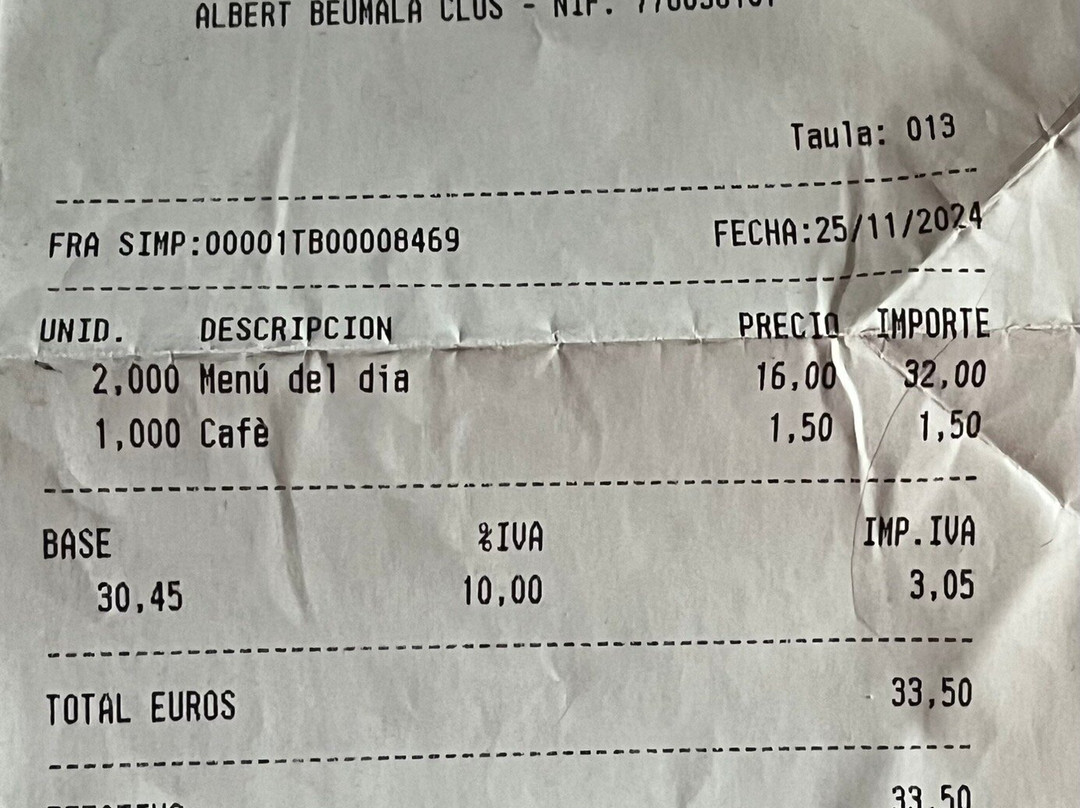 ALBERT BEUMALA CLOS - NIF.
Taula: 013
FRA SIMP:00001TB00008469 FECHA:25/11/2024
UNID. DESCRIPCION PRECIO IMPORTE
2,000 Menú del dia 16,00 32,00
1,000 Cafè 1,50 1,50
BASE %IVA IMP.IVA
30,45 10,00 3,05
TOTAL EUROS 33,50
33,50